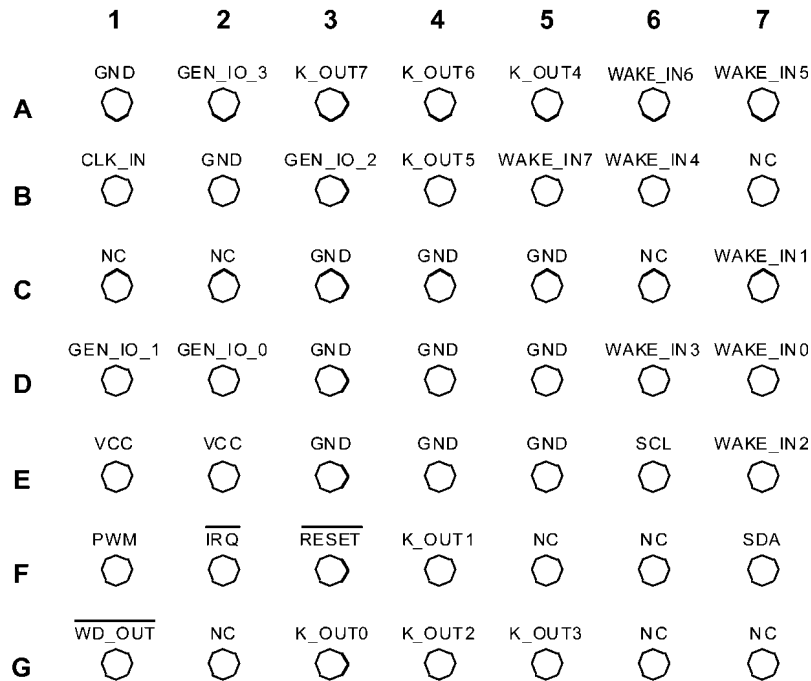 1 2 3 4 5 6 7
GND GEN_IO_3 K_OUT7 K_OUT6 K_OUT4 WAKE_IN6 WAKE_IN5
A
CLK_IN GND GEN_IO_2 K_OUT5 WAKE_IN7 WAKE_IN4 NC
B
NC NC GND GND GND NC WAKE_IN1
C
GEN_IO_1 GEN_IO_0 GND GND GND WAKE_IN3 WAKE_IN0
D
VCC VCC GND GND GND SCL WAKE_IN2
E
PWM IRQ RESET K_OUT1 NC NC SDA
F
WD_OUT NC K_OUT0 K_OUT2 K_OUT3 NC NC
G